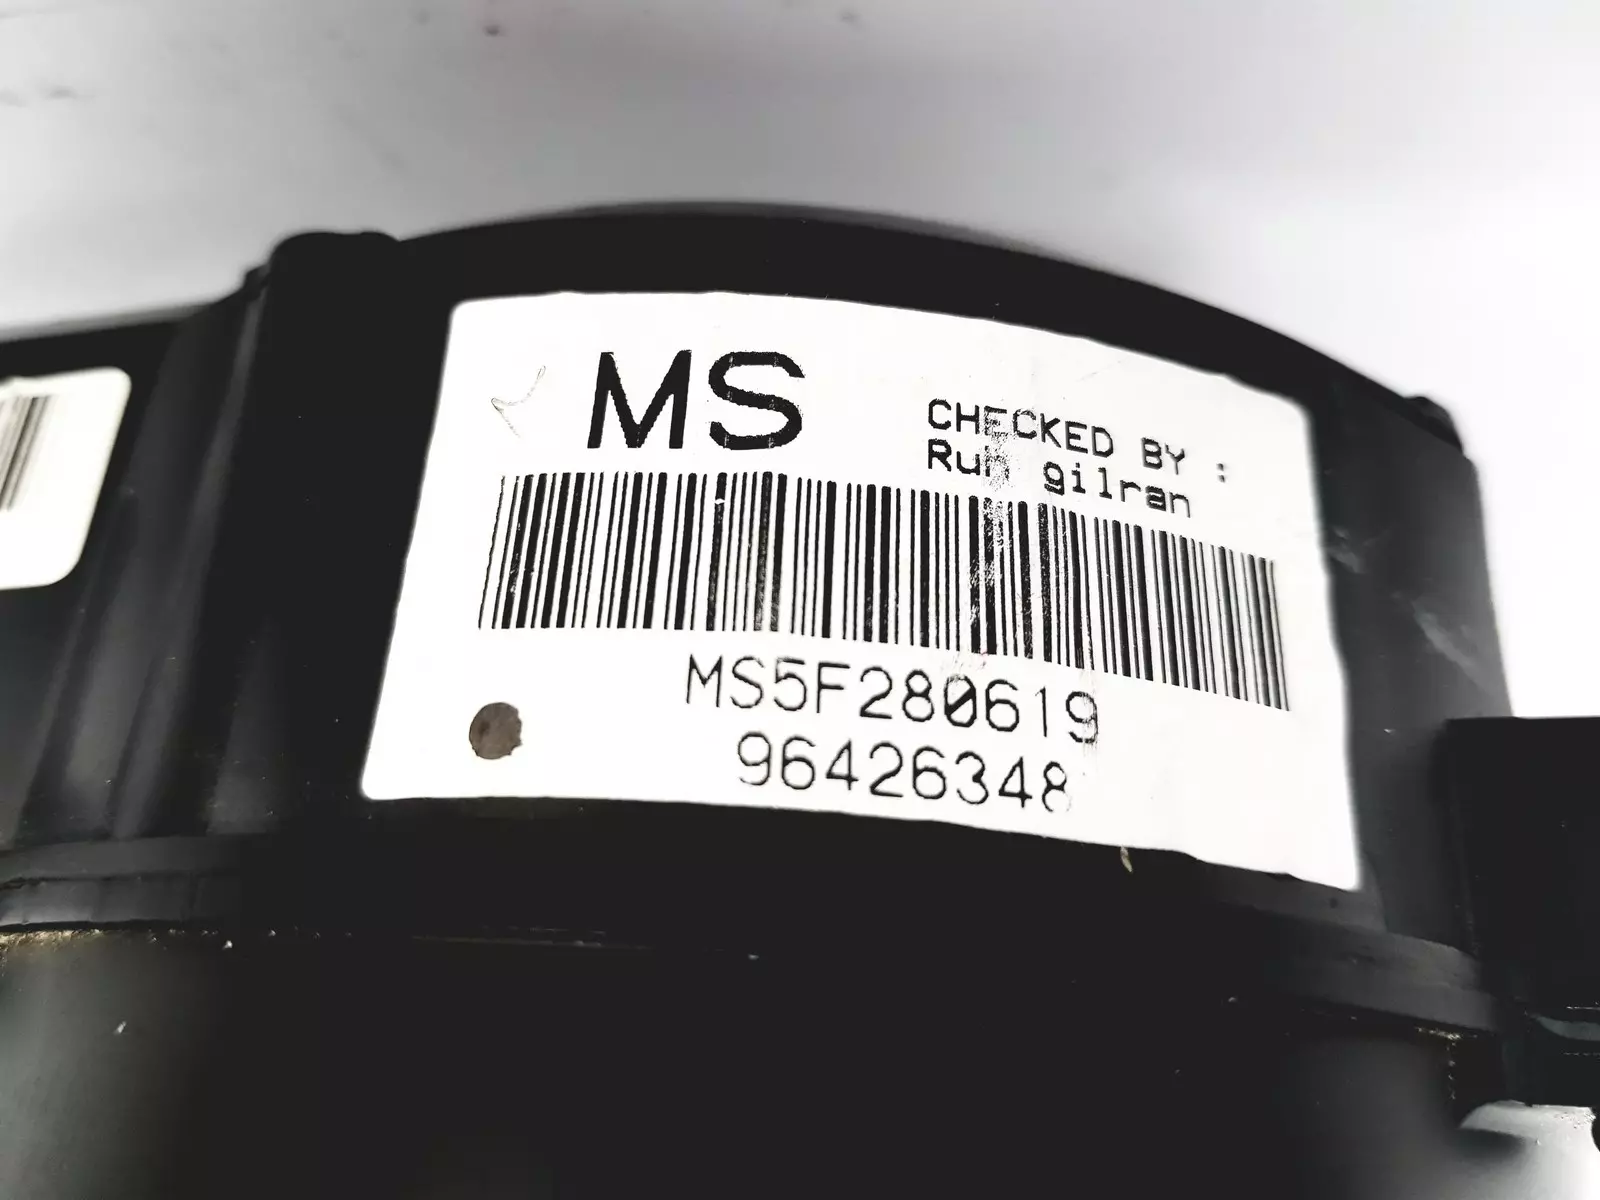 MS
CHECKED BY :
gilran
MS5F280619
96426348